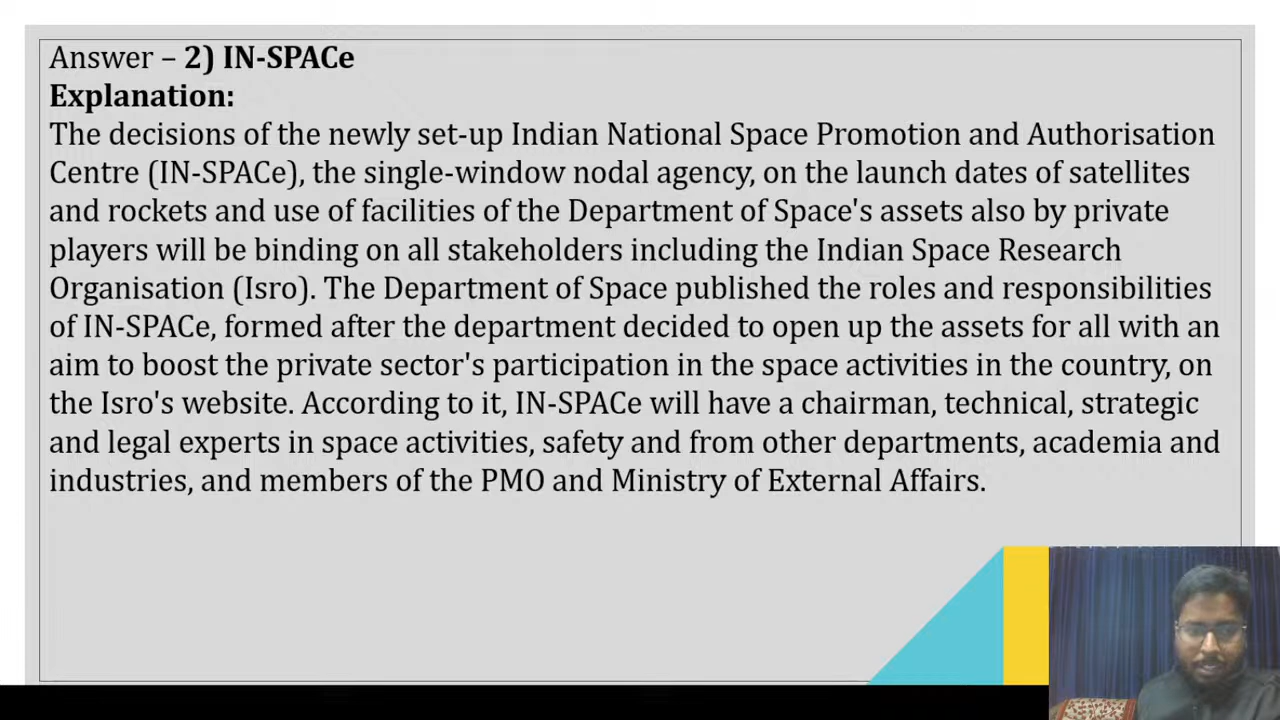 Answer – 2) IN-SPACe
Explanation:
The decisions of the newly set-up Indian National Space Promotion and Authorisation
Centre (IN-SPACe), the single-window nodal agency, on the launch dates of satellites
and rockets and use of facilities of the Department of Space's assets also by private
players will be binding on all stakeholders including the Indian Space Research
Organisation (Isro). The Department of Space published the roles and responsibilities
of IN-SPACe, formed after the department decided to open up the assets for all with an
aim to boost the private sector's participation in the space activities in the country, on
the Isro's website. According to it, IN-SPACe will have a chairman, technical, strategic
and legal experts in space activities, safety and from other departments, academia and
industries, and members of the PMO and Ministry of External Affairs.